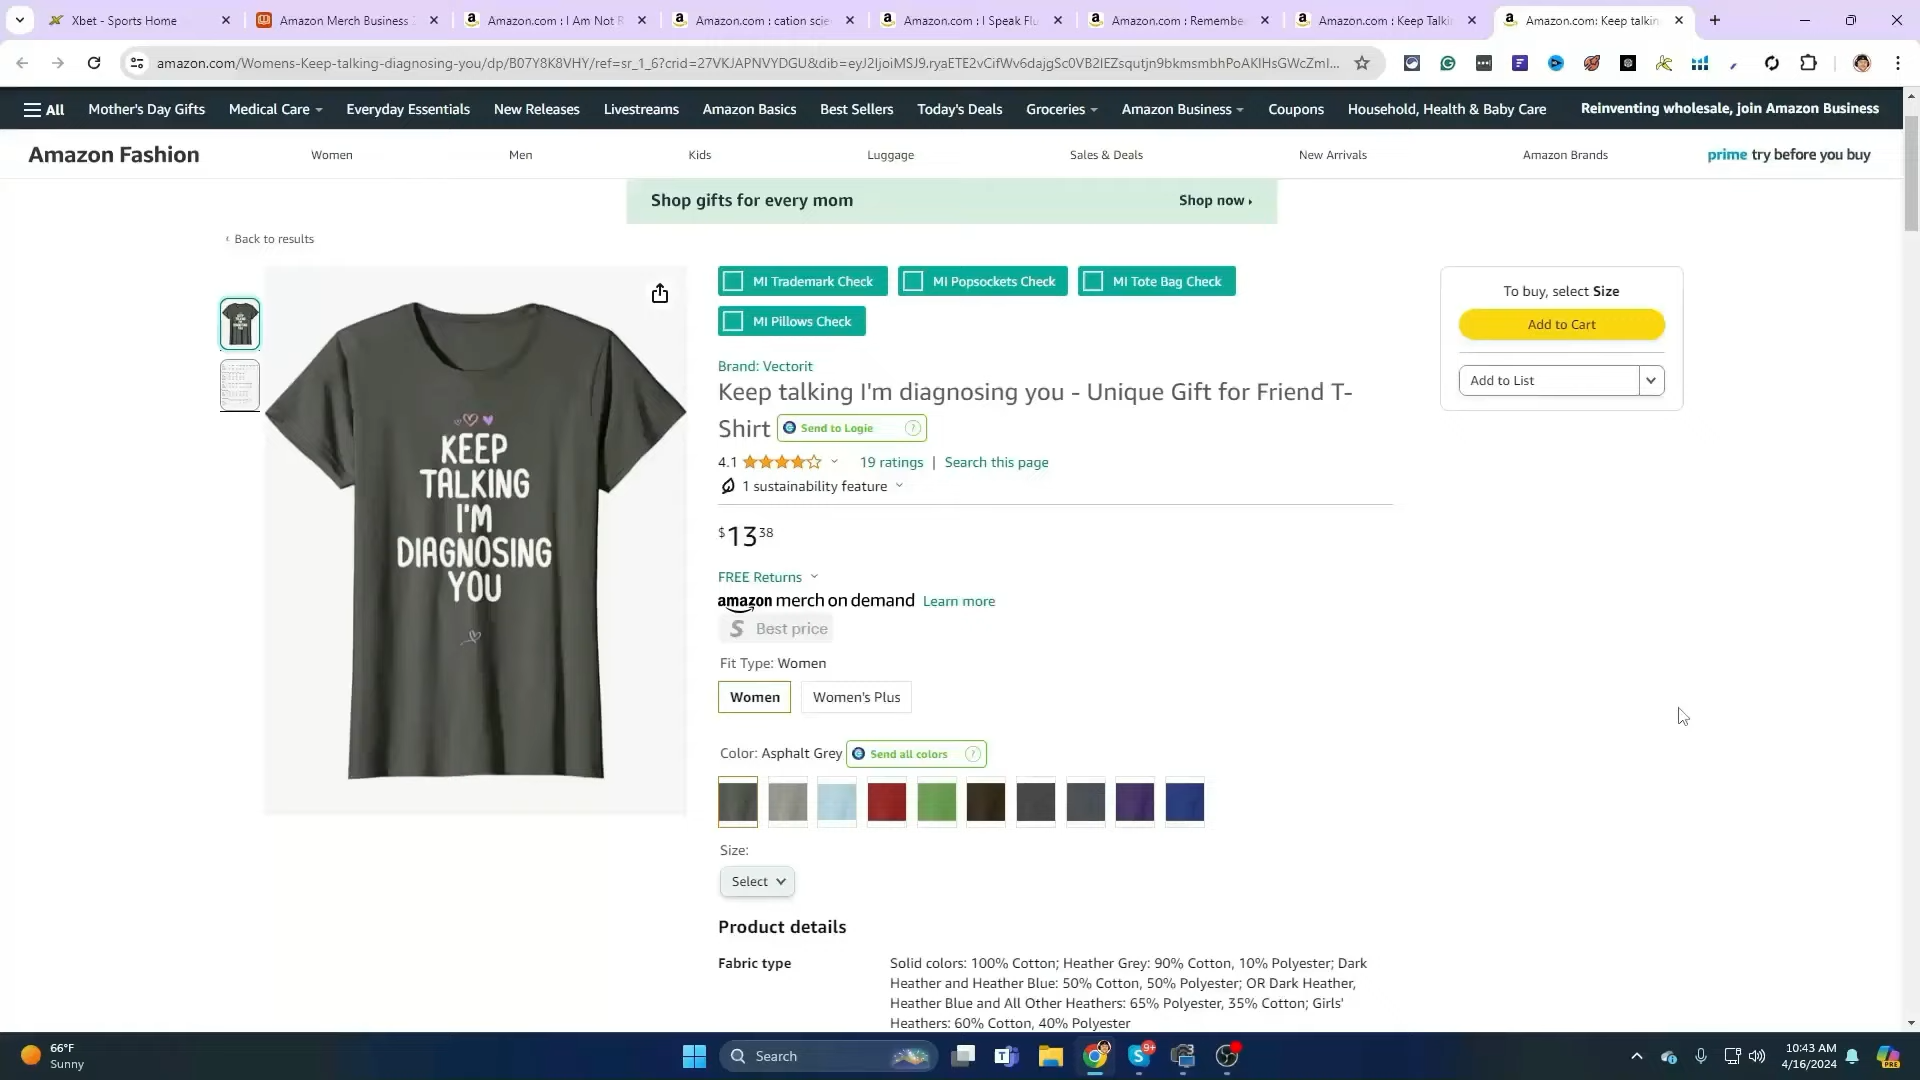 Xbet - Sports Home
Amazon Merch Business
Amazon.com : I Am Not R
Amazon.com : cation scie
Amazon.com : I Speak Flu
Amazon.com : Remembe
Amazon.com : Keep Talki
Amazon.com: Keep talkin
amazon.com/Womens-Keep-talking-diagnosing-you/dp/B07Y8K8VHY/ref=sr_1_6?crid=27VKJAPNVYDGU&dib=eyJ2IjoiMSJ9.ryaETE2vCifWv6dajgSc0VB2IEZsqutjn9bkmsmbhPoAKlHsGWcZmI...
All
Mother's Day Gifts
Medical Care
Everyday Essentials
New Releases
Livestreams
Amazon Basics
Best Sellers
Today's Deals
Groceries
Amazon Business
Coupons
Household, Health & Baby Care
Reinventing wholesale, join Amazon Business
Amazon Fashion
Women
Men
Kids
Luggage
Sales & Deals
New Arrivals
Amazon Brands
prime try before you buy
Shop gifts for every mom
Shop now ›
‹ Back to results
KEEP
TALKING
I'M
DIAGNOSING
YOU
MI Trademark Check
MI Popsockets Check
MI Tote Bag Check
MI Pillows Check
Brand: Vectorit
Keep talking I'm diagnosing you - Unique Gift for Friend T-
Shirt
Send to Logie ?
4.1
19 ratings | Search this page
1 sustainability feature
$13 38
FREE Returns
amazon merch on demand Learn more
S Best price
Fit Type: Women
Women
Women's Plus
Color: Asphalt Grey
Send all colors ?
Size:
Select
Product details
Fabric type
Solid colors: 100% Cotton; Heather Grey: 90% Cotton, 10% Polyester; Dark
Heather and Heather Blue: 50% Cotton, 50% Polyester; OR Dark Heather,
Heather Blue and All Other Heathers: 65% Polyester, 35% Cotton; Girls'
Heathers: 60% Cotton, 40% Polyester
To buy, select Size
Add to Cart
Add to List
66°F
Sunny
Search
9+
10:43 AM
4/16/2024
PRE